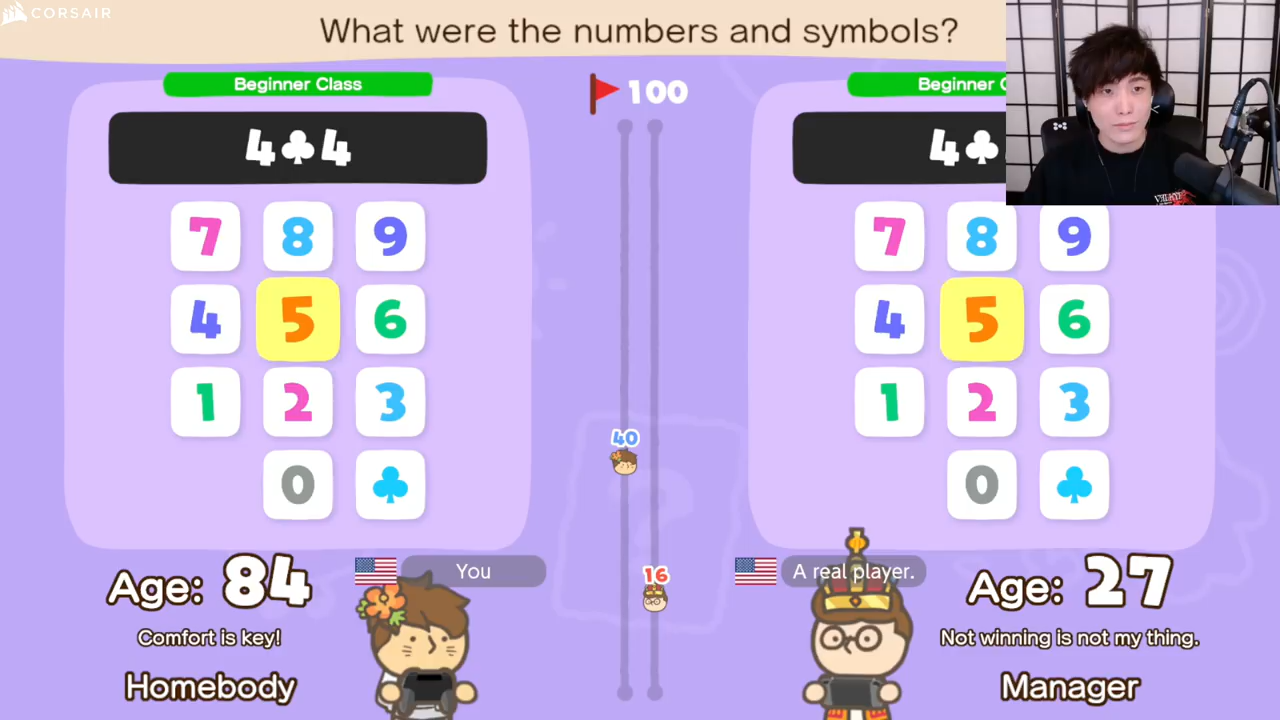 CORSAIR
What were the numbers and symbols?
Beginner Class
4♣4
7 8 9
4 5 6
1 2 3
0 ♣
Age: 84
Comfort is key!
Homebody
You
100
40
16
Beginner C
4♣
7 8 9
4 5 6
1 2 3
0 ♣
A real player.
Age: 27
Not winning is not my thing.
Manager